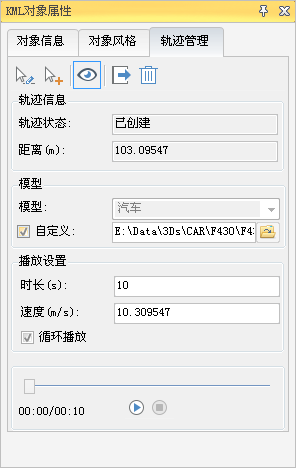 KML对象属性
对象信息 对象风格 轨迹管理
轨迹信息
轨迹状态: 已创建
距离(m): 103.09547
模型
模型: 汽车
自定义: E:\Data\3Ds\CAR\F430\F4
播放设置
时长(s): 10
速度(m/s): 10.309547
循环播放
00:00/00:10